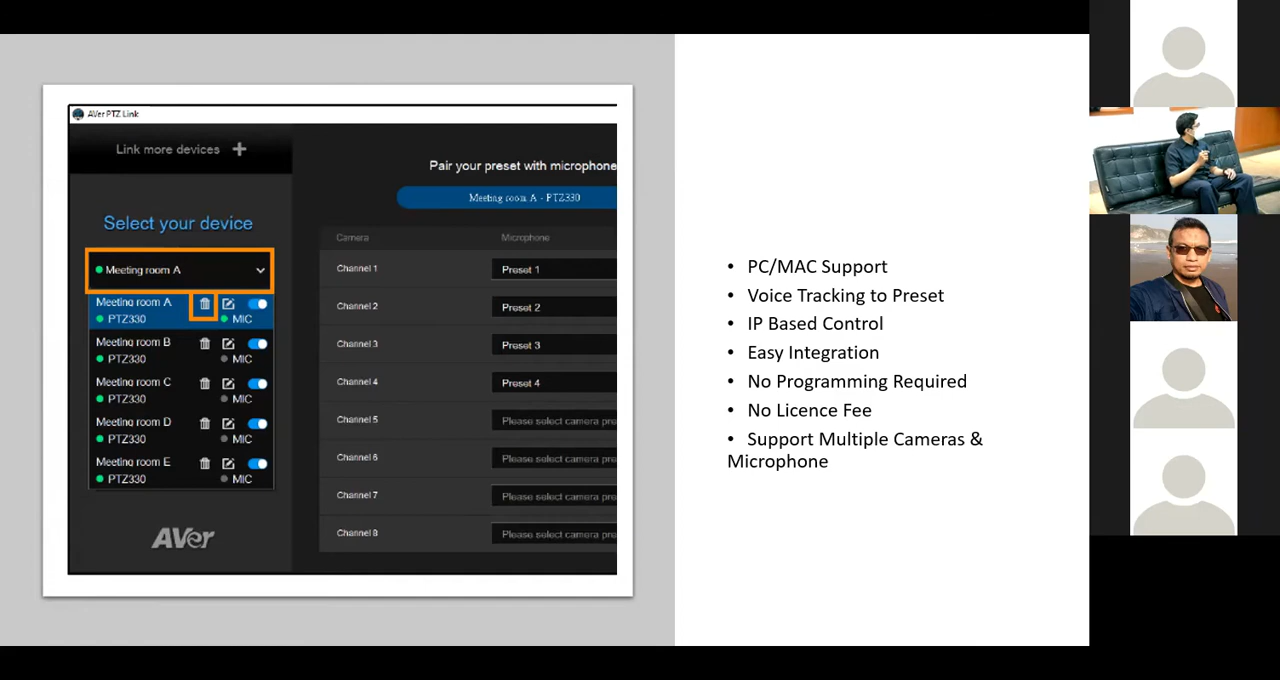 AVer PTZ Link
Link more devices +
Select your device
Meeting room A
Meeting room A
PTZ330 MIC
Meeting room B
PTZ330 MIC
Meeting room C
PTZ330 MIC
Meeting room D
PTZ330 MIC
Meeting room E
PTZ330 MIC
AVer
Pair your preset with microphone
Meeting room A - PTZ330
Camera Microphone
Channel 1 Preset 1
Channel 2 Preset 2
Channel 3 Preset 3
Channel 4 Preset 4
Channel 5 Please select camera pre
Channel 6 Please select camera pre
Channel 7 Please select camera pre
Channel 8 Please select camera pre
• PC/MAC Support
• Voice Tracking to Preset
• IP Based Control
• Easy Integration
• No Programming Required
• No Licence Fee
• Support Multiple Cameras &
Microphone